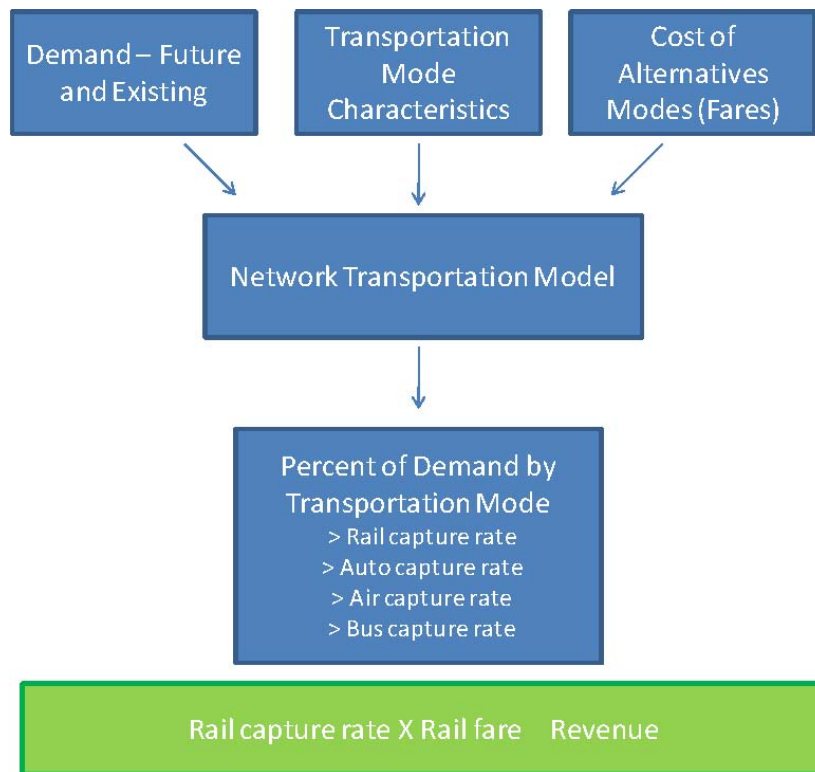 Demand – Future
and Existing
Transportation
Mode
Characteristics
Cost of
Alternatives
Modes (Fares)
Network Transportation Model
Percent of Demand by
Transportation Mode
> Rail capture rate
> Auto capture rate
> Air capture rate
> Bus capture rate
Rail capture rate X Rail fare Revenue